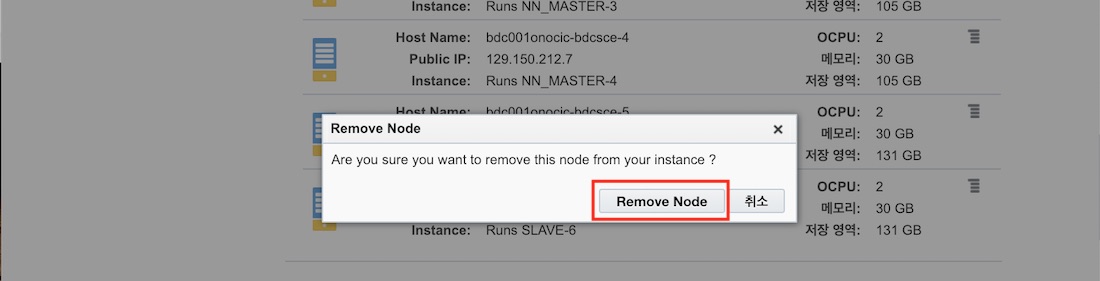 Instance: Runs NN_MASTER-3 저장 영역: 105 GB
Host Name: bdc001onocic-bdcsce-4 OCPU: 2
Public IP: 129.150.212.7 메모리: 30 GB
Instance: Runs NN_MASTER-4 저장 영역: 105 GB
Host Name: bdc001onocic-bdcsce-5 OCPU: 2
메모리: 30 GB
저장 영역: 131 GB
Remove Node
Are you sure you want to remove this node from your instance ?
Remove Node 취소
OCPU: 2
메모리: 30 GB
Instance: Runs SLAVE-6 저장 영역: 131 GB